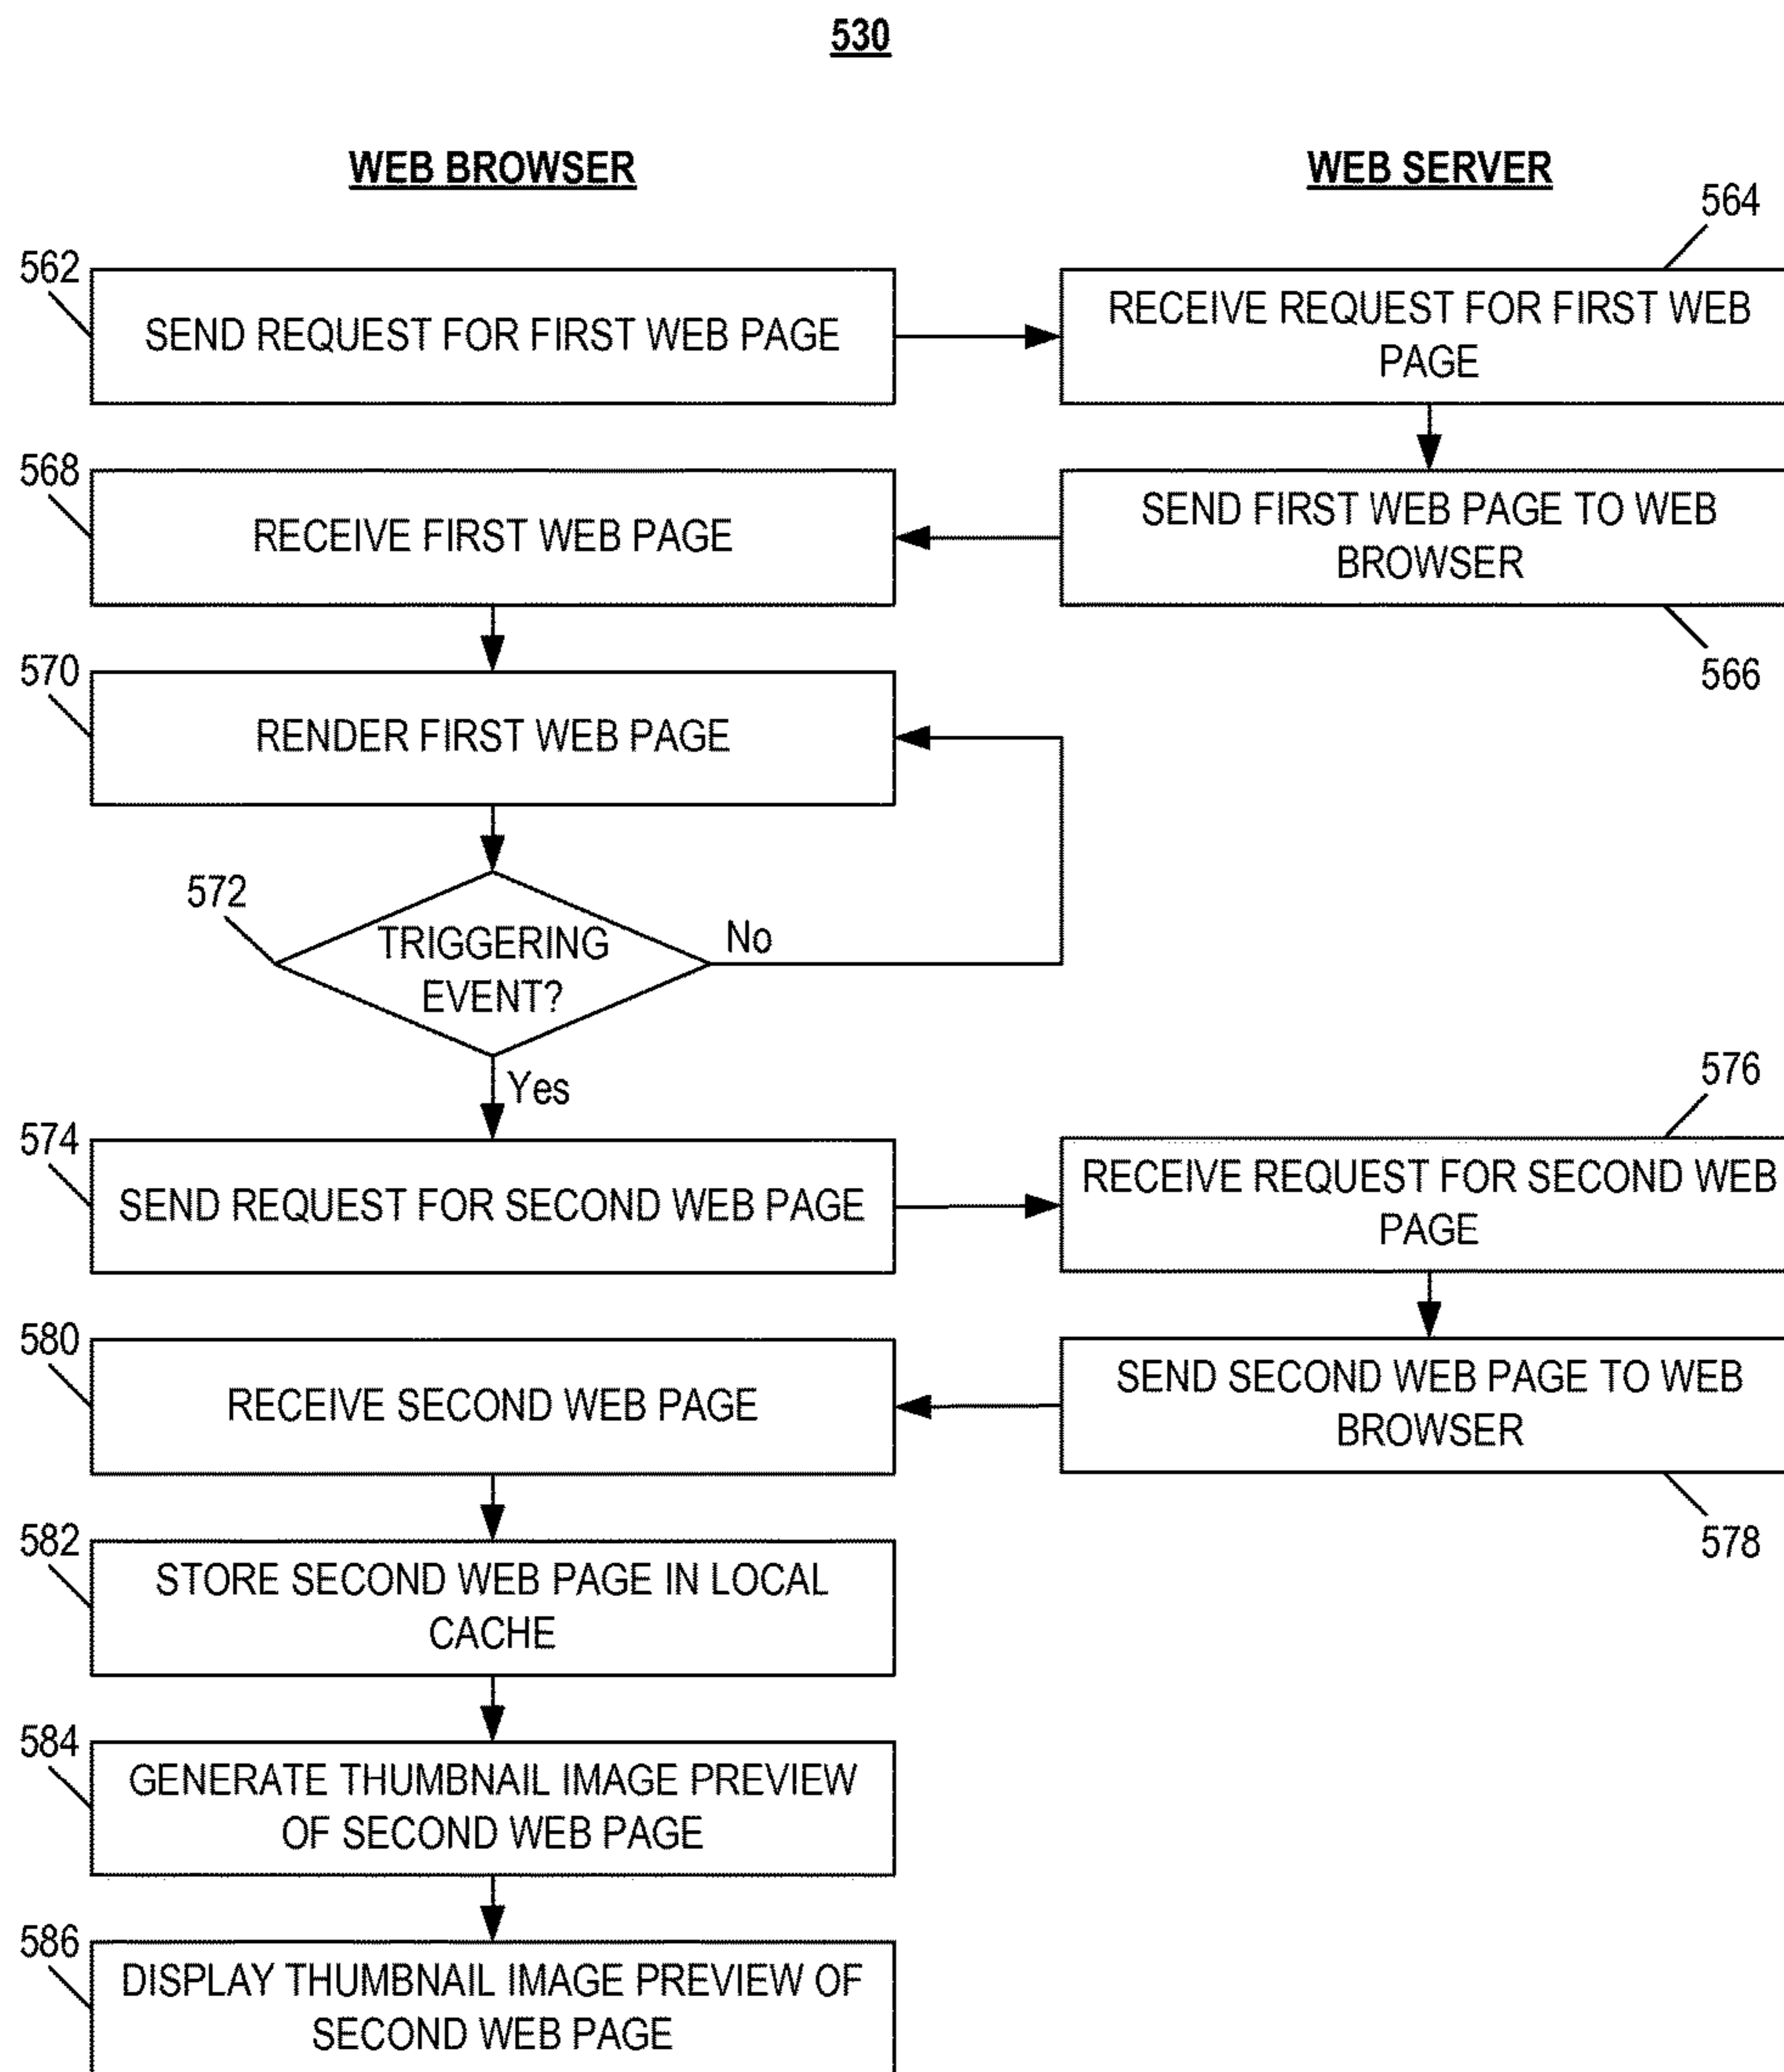 530
WEB BROWSER
WEB SERVER
564
562
SEND REQUEST FOR FIRST WEB PAGE
RECEIVE REQUEST FOR FIRST WEB
PAGE
568
RECEIVE FIRST WEB PAGE
SEND FIRST WEB PAGE TO WEB
BROWSER
566
570
RENDER FIRST WEB PAGE
572
TRIGGERING
EVENT?
No
Yes
576
574
SEND REQUEST FOR SECOND WEB PAGE
RECEIVE REQUEST FOR SECOND WEB
PAGE
580
RECEIVE SECOND WEB PAGE
SEND SECOND WEB PAGE TO WEB
BROWSER
578
582
STORE SECOND WEB PAGE IN LOCAL
CACHE
584
GENERATE THUMBNAIL IMAGE PREVIEW
OF SECOND WEB PAGE
586
DISPLAY THUMBNAIL IMAGE PREVIEW OF
SECOND WEB PAGE